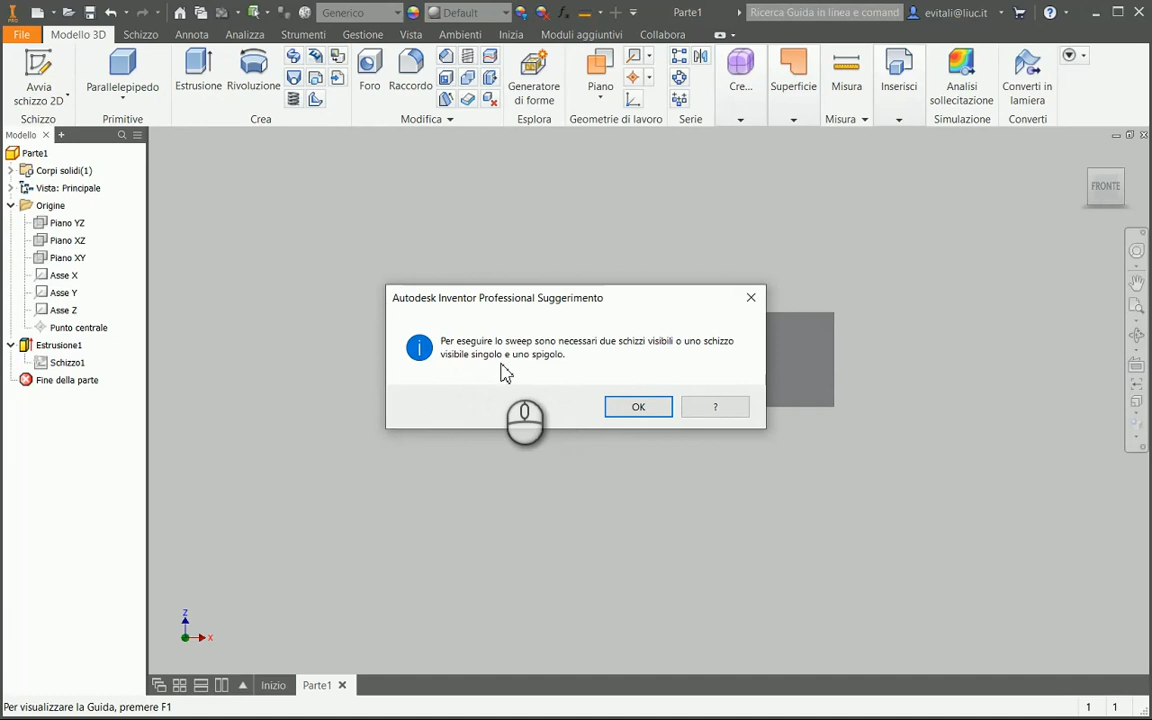 Generico
Default
Parte1
Ricerca Guida in linea e comand
evitali@liuc.it
PRO
File
Modello 3D
Schizzo
Annota
Analizza
Strumenti
Gestione
Vista
Ambienti
Inizia
Moduli aggiuntivi
Collabora
Avvia
schizzo 2D
Parallelepipedo
Estrusione
Rivoluzione
Foro
Raccordo
Generatore
di forme
Piano
Cre...
Superficie
Misura
Inserisci
Analisi
sollecitazione
Converti in
lamiera
Schizzo
Primitive
Crea
Modifica
Esplora
Geometrie di lavoro
Serie
Misura
Simulazione
Converti
Modello
Parte1
Corpi solidi(1)
Vista: Principale
Origine
Piano YZ
Piano XZ
Piano XY
Asse X
Asse Y
Asse Z
Punto centrale
Estrusione1
Schizzo1
Fine della parte
FRONTE
Autodesk Inventor Professional Suggerimento
Per eseguire lo sweep sono necessari due schizzi visibili o uno schizzo
visibile singolo e uno spigolo.
OK
?
Z
X
Inizio
Parte1
Per visualizzare la Guida, premere F1
1
1